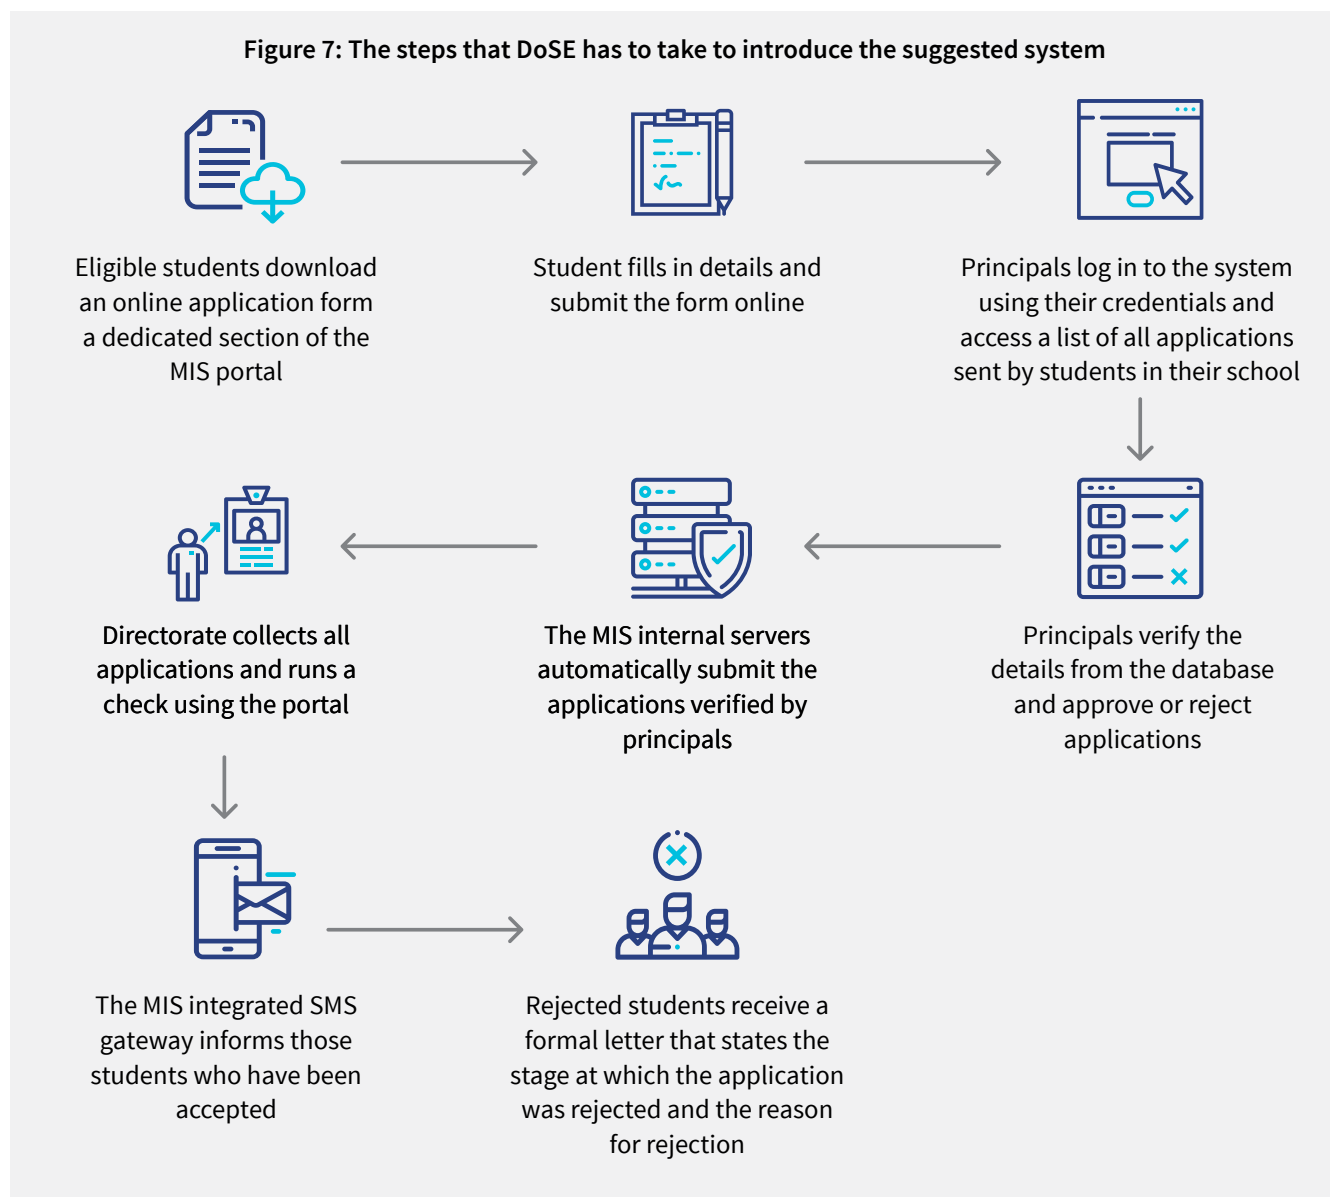 Figure 7: The steps that DoSE has to take to introduce the suggested system
Eligible students download
an online application form
a dedicated section of the
MIS portal
Student fills in details and
submit the form online
Principals log in to the system
using their credentials and
access a list of all applications
sent by students in their school
Principals verify the
details from the database
and approve or reject
applications
The MIS internal servers
automatically submit the
applications verified by
principals
Directorate collects all
applications and runs a
check using the portal
The MIS integrated SMS
gateway informs those
students who have been
accepted
Rejected students receive a
formal letter that states the
stage at which the application
was rejected and the reason
for rejection